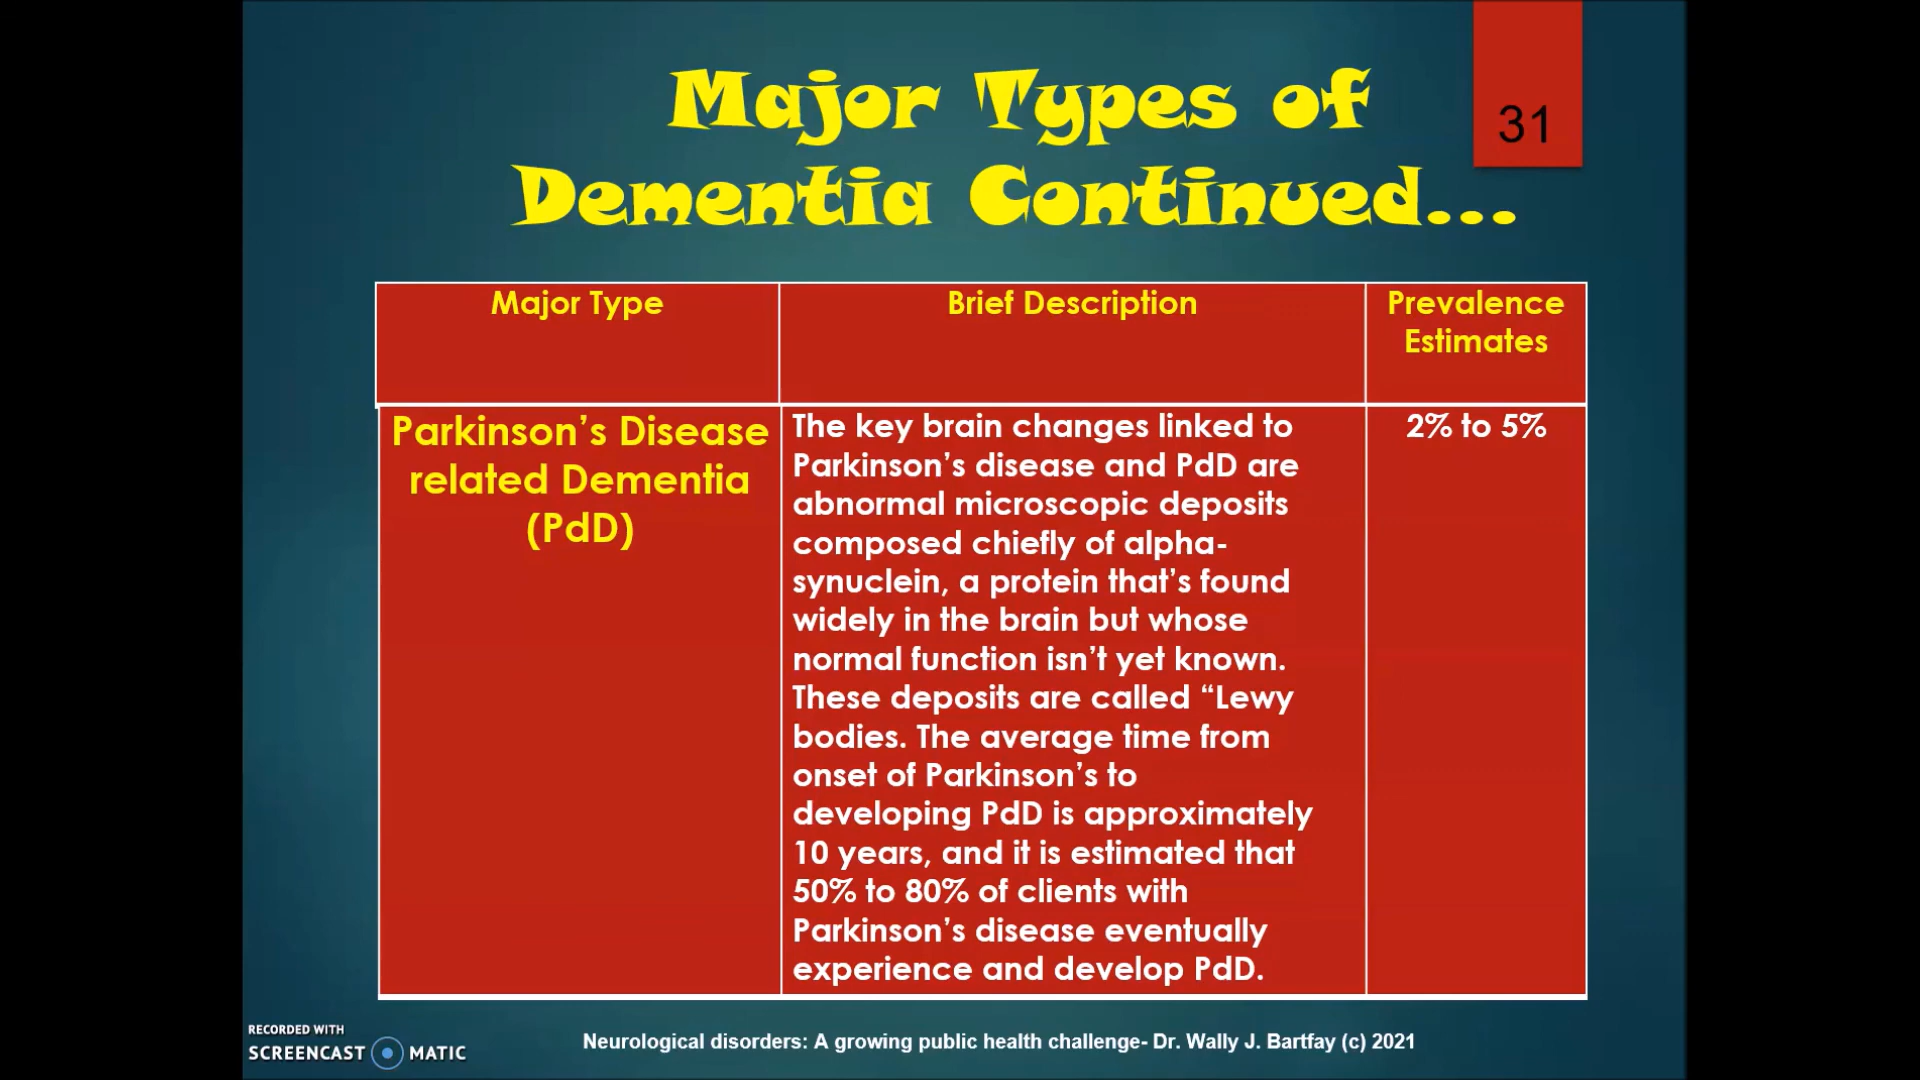 Major Types of
Dementia Continued...
31
Major Type
Brief Description
Prevalence
Estimates
Parkinson’s Disease
related Dementia
(PdD)
The key brain changes linked to
Parkinson’s disease and PdD are
abnormal microscopic deposits
composed chiefly of alpha-
synuclein, a protein that’s found
widely in the brain but whose
normal function isn’t yet known.
These deposits are called “Lewy
bodies. The average time from
onset of Parkinson’s to
developing PdD is approximately
10 years, and it is estimated that
50% to 80% of clients with
Parkinson’s disease eventually
experience and develop PdD.
2% to 5%
RECORDED WITH
SCREENCAST MATIC
Neurological disorders: A growing public health challenge- Dr. Wally J. Bartfay (c) 2021